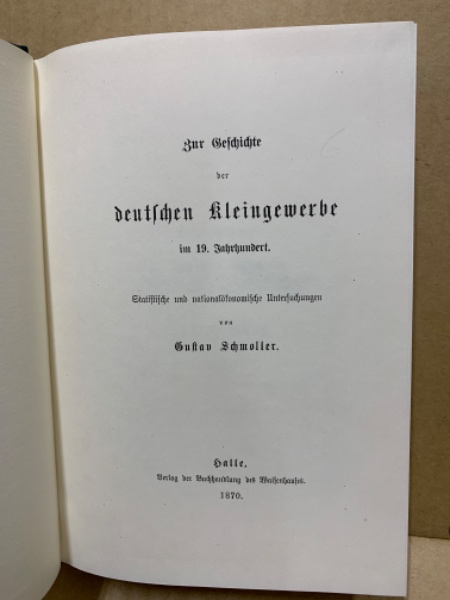 Zur Geschichte
der
deutschen Kleingewerbe
im 19. Jahrhundert.
Statistische und nationalökonomische Untersuchungen
von
Gustav Schmoller.
Halle,
Verlag der Buchhandlung des Waisenhauses.
1870.